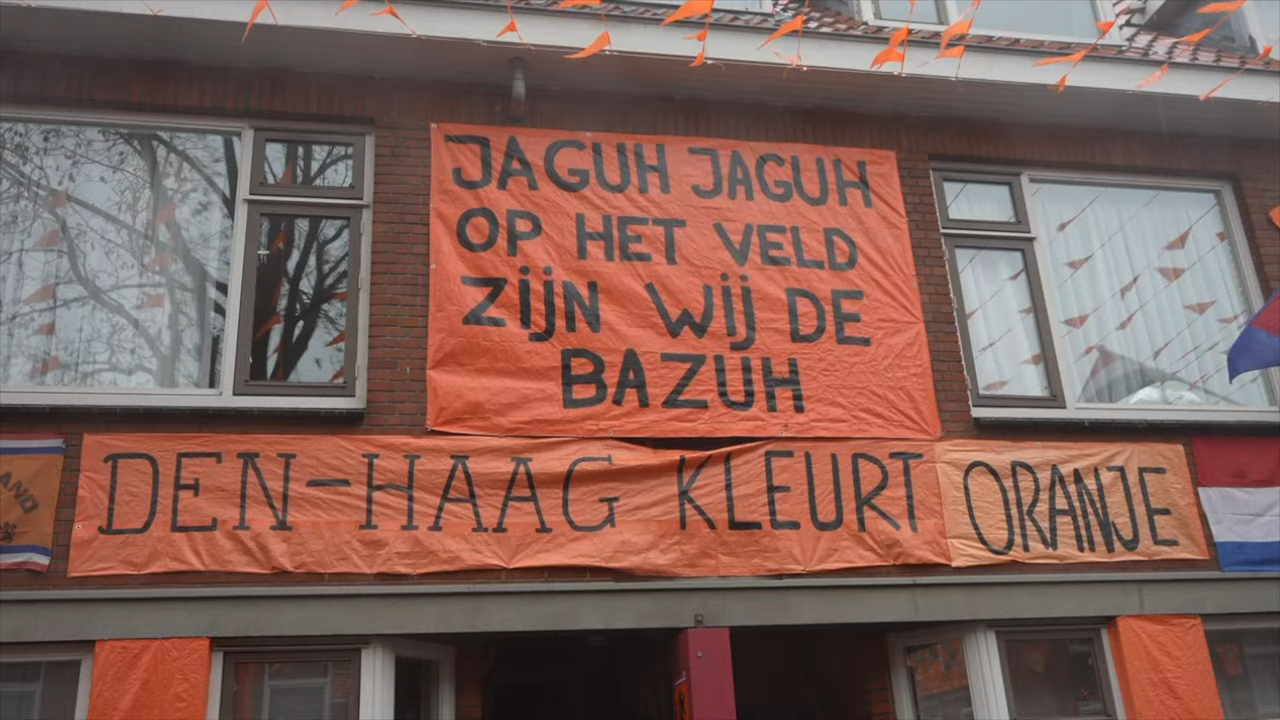 JAGUH JAGUH
OP HET VELD
ZIJN WIJ DE
BAZUH
DEN-HAAG KLEURT ORANJE